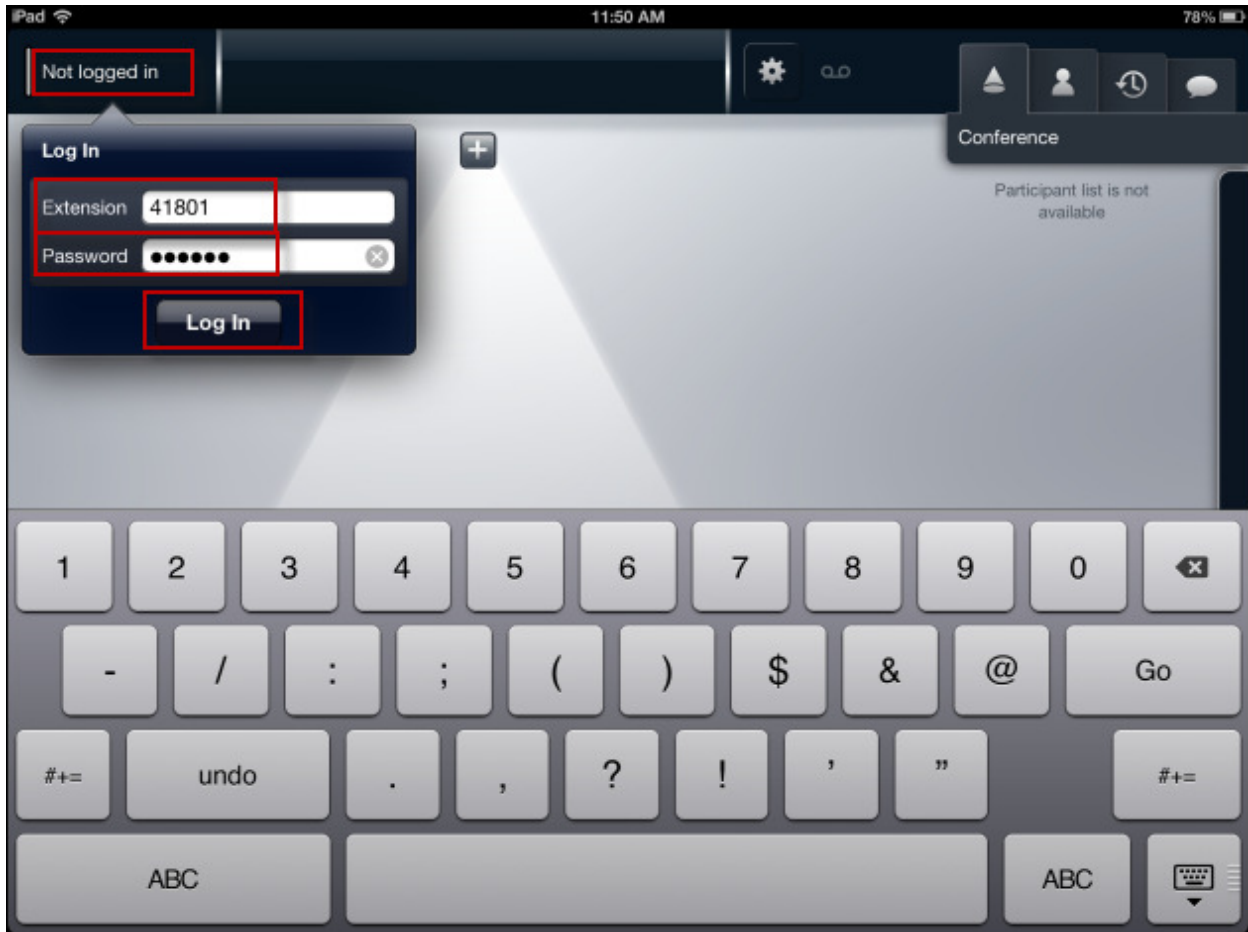 iPad 11:50 AM 78%
Not logged in
Conference
Log In
Participant list is not
available
Extension 41801
Password ●●●●●●
Log In
1 2 3 4 5 6 7 8 9 0
- / : ; ( ) $ & @ Go
#+= undo . , ? ! ’ ” #+=
ABC ABC